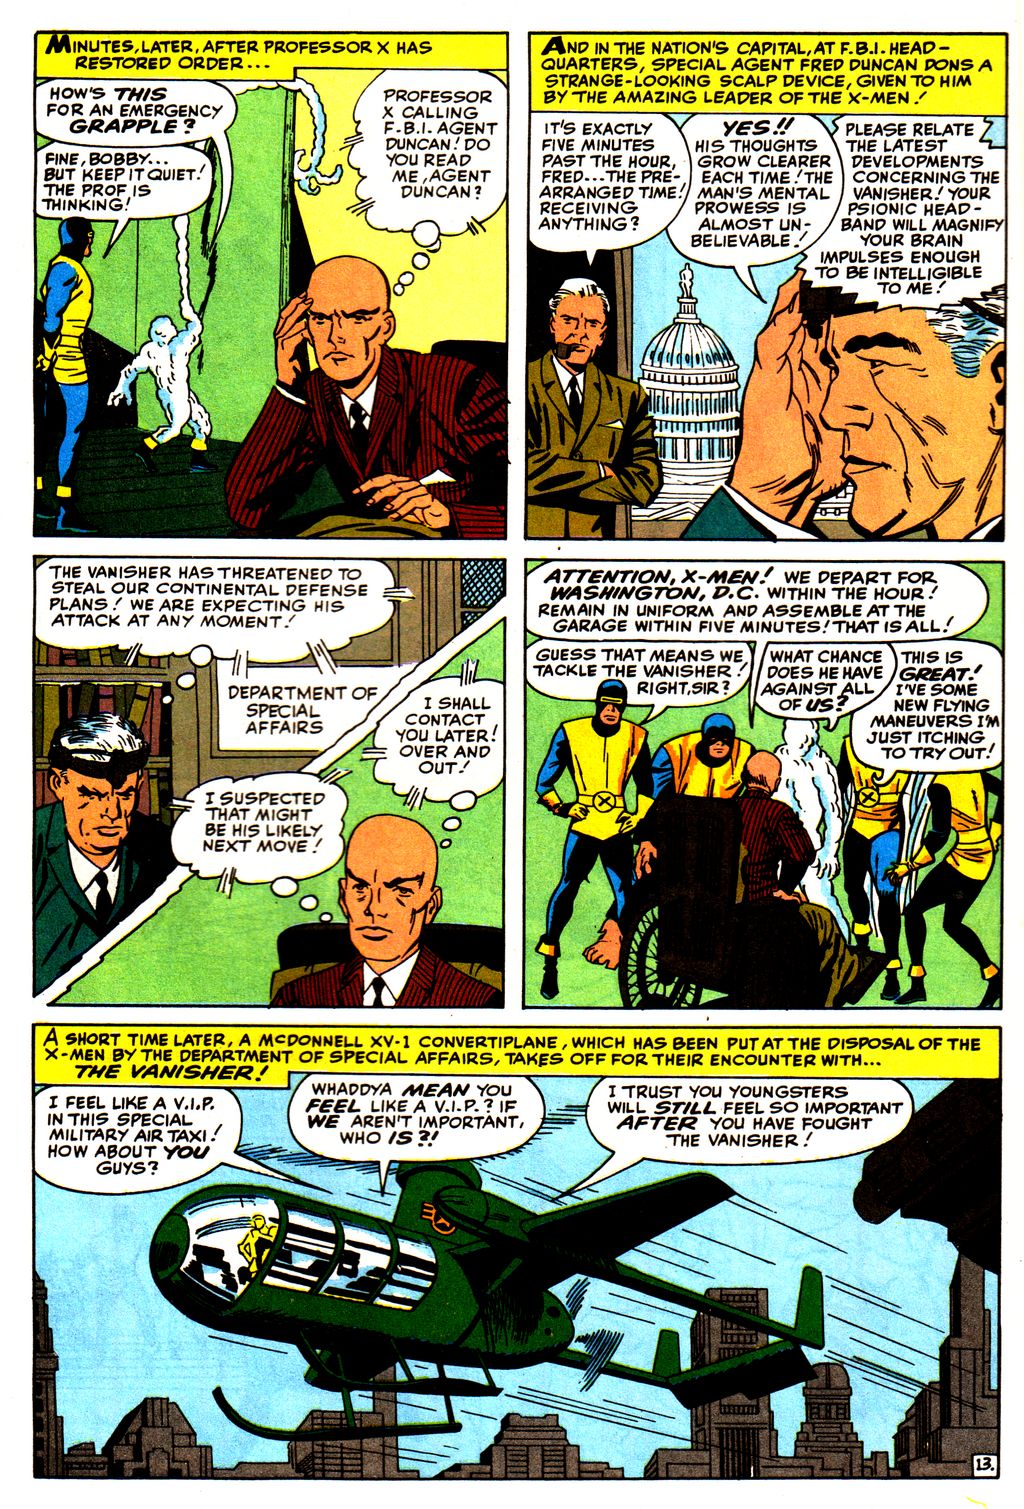 MINUTES, LATER, AFTER PROFESSOR X HAS
RESTORED ORDER...
HOW'S THIS
FOR AN EMERGENCY
GRAPPLE?
FINE, BOBBY...
BUT KEEP IT QUIET!
THE PROF IS
THINKING!
PROFESSOR
X CALLING
F.B.I. AGENT
DUNCAN! DO
YOU READ
ME, AGENT
DUNCAN?
AND IN THE NATION'S CAPITAL, AT F.B.I. HEAD-
QUARTERS, SPECIAL AGENT FRED DUNCAN DONS A
STRANGE-LOOKING SCALP DEVICE, GIVEN TO HIM
BY THE AMAZING LEADER OF THE X-MEN!
IT'S EXACTLY
FIVE MINUTES
PAST THE HOUR,
FRED... THE PRE-
ARRANGED TIME!
RECEIVING
ANYTHING?
YES!!
HIS THOUGHTS
GROW CLEARER
EACH TIME! THE
MAN'S MENTAL
PROWESS IS
ALMOST UN-
BELIEVABLE!
PLEASE RELATE
THE LATEST
DEVELOPMENTS
CONCERNING THE
VANISHER! YOUR
PSIONIC HEAD-
BAND WILL MAGNIFY
YOUR BRAIN
IMPULSES ENOUGH
TO BE INTELLIGIBLE
TO ME!
THE VANISHER HAS THREATENED TO
STEAL OUR CONTINENTAL DEFENSE
PLANS! WE ARE EXPECTING HIS
ATTACK AT ANY MOMENT!
DEPARTMENT OF
SPECIAL
AFFAIRS
I SUSPECTED
THAT MIGHT
BE HIS LIKELY
NEXT MOVE!
I SHALL
CONTACT
YOU LATER!
OVER AND
OUT!
ATTENTION, X-MEN! WE DEPART FOR
WASHINGTON, D.C. WITHIN THE HOUR!
REMAIN IN UNIFORM AND ASSEMBLE AT THE
GARAGE WITHIN FIVE MINUTES! THAT IS ALL!
GUESS THAT MEANS WE
TACKLE THE VANISHER!
RIGHT, SIR?
WHAT CHANCE
DOES HE HAVE
AGAINST ALL
OF US?
THIS IS
GREAT!
I'VE SOME
NEW FLYING
MANEUVERS I'M
JUST ITCHING
TO TRY OUT!
A SHORT TIME LATER, A McDONNELL XV-1 CONVERTIPLANE, WHICH HAS BEEN PUT AT THE DISPOSAL OF THE
X-MEN BY THE DEPARTMENT OF SPECIAL AFFAIRS, TAKES OFF FOR THEIR ENCOUNTER WITH...
THE VANISHER!
I FEEL LIKE A V.I.P.
IN THIS SPECIAL
MILITARY AIR TAXI!
HOW ABOUT YOU
GUYS?
WHADDYA MEAN YOU
FEEL LIKE A V.I.P.? IF
WE AREN'T IMPORTANT,
WHO IS?!
I TRUST YOU YOUNGSTERS
WILL STILL FEEL SO IMPORTANT
AFTER YOU HAVE FOUGHT
THE VANISHER!
13.